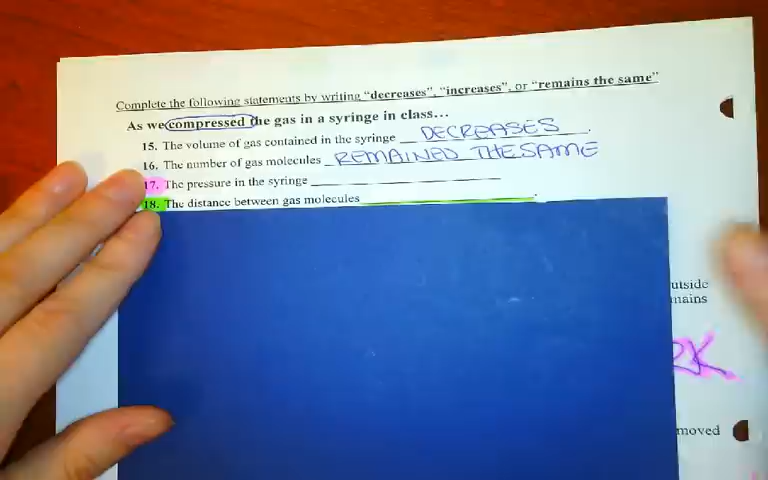 Complete the following statements by writing "decreases", "increases", or "remains the same"
As we compressed the gas in a syringe in class...
15. The volume of gas contained in the syringe DECREASES.
16. The number of gas molecules REMAINED THE SAME
17. The pressure in the syringe
18. The distance between gas molecules.
utside
mains
moved